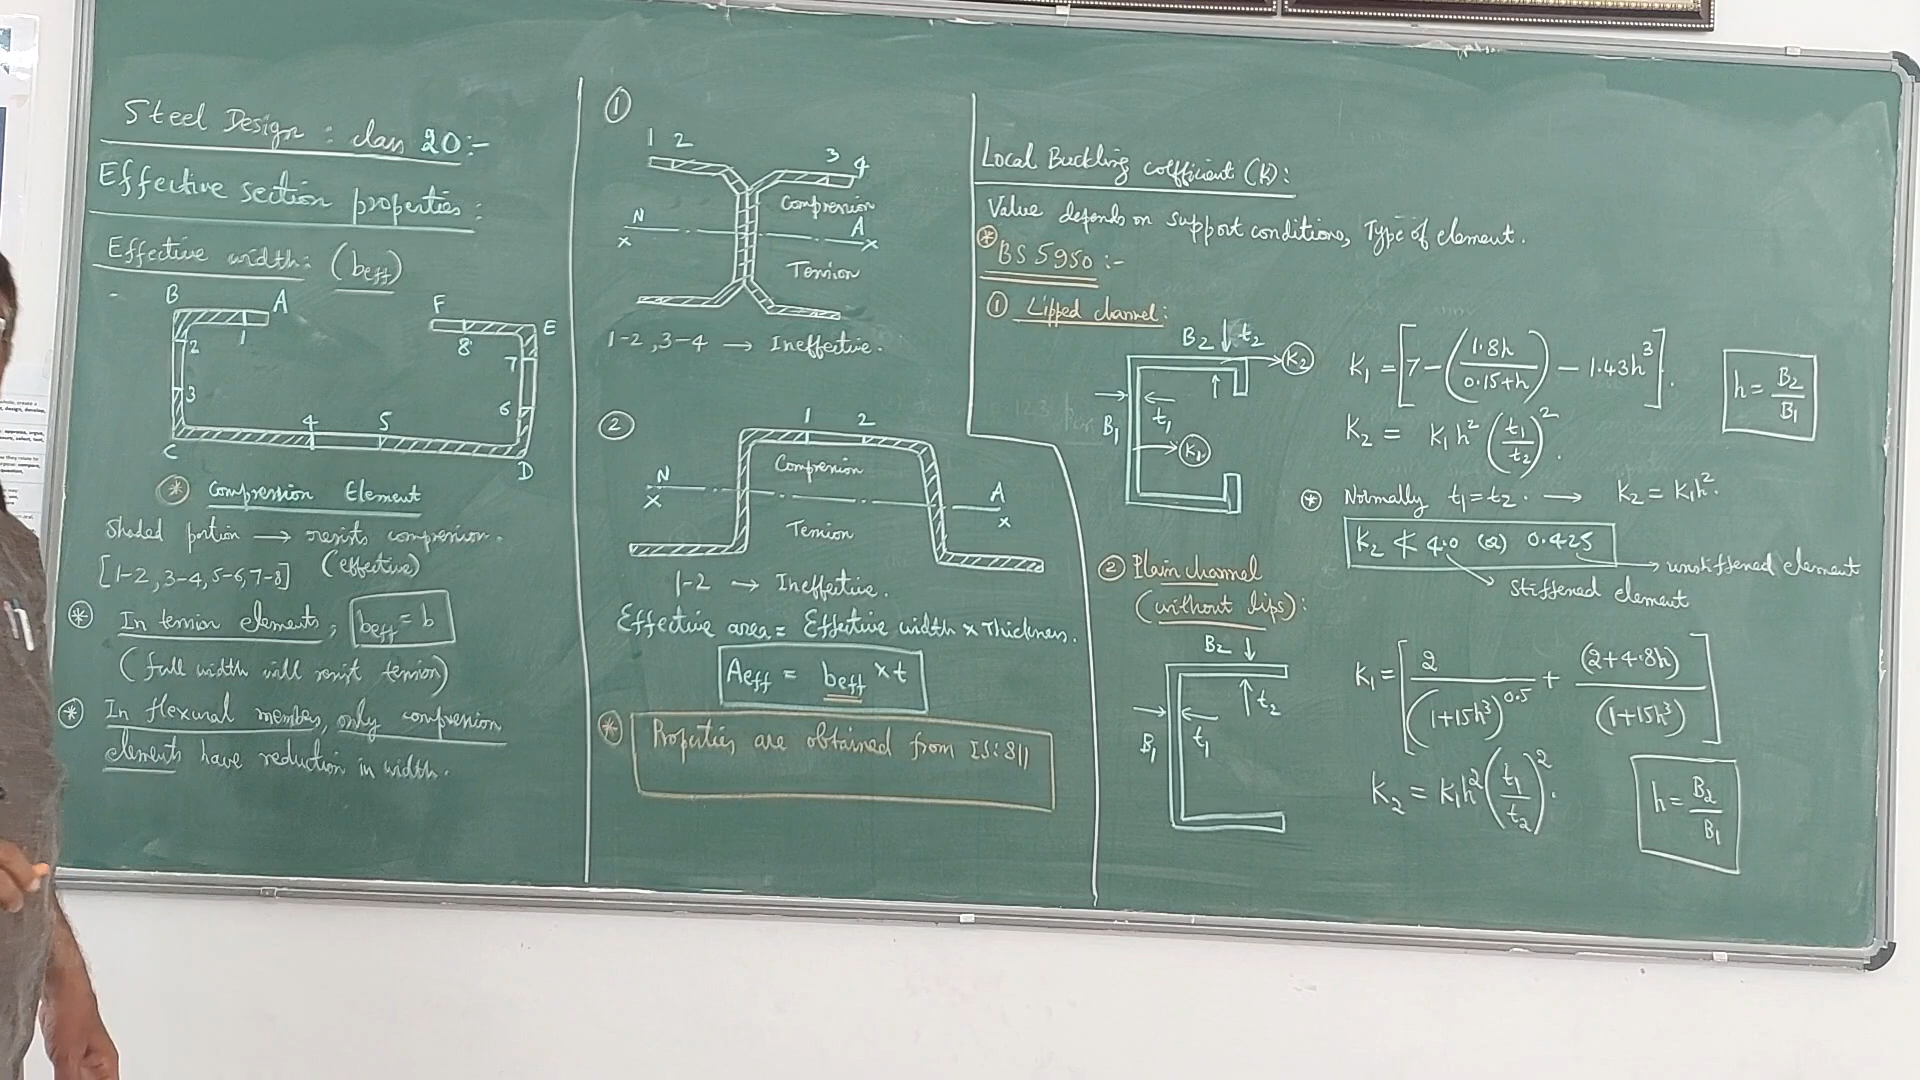 Steel Design: class 20:-
Effective section properties:
Effective width: (beff)
B A F E
1 2 3 4 5 6 7 8
C D
* Compression Element
Shaded portion → resists compression.
[1-2, 3-4, 5-6, 7-8] (effective)
* In tension elements, beff = b
(full width will resist tension)
* In flexural members, only compression
elements have reduction in width.
①
1 2 3 4
Compression
N A
x x
Tension
1-2, 3-4 → Ineffective.
②
1 2
Compression
N A
x x
Tension
1-2 → Ineffective.
Effective area = Effective width x Thickness.
Aeff = beff x t
* Properties are obtained from IS:811
Local Buckling coefficient (K):
Value depends on support conditions, Type of element.
* BS 5950:-
① Lipped channel:
B2 t2 K2
B1 t1 K1
K1 = [7 - (1.8h / 0.15+h) - 1.43h³].
h = B2/B1
K2 = K1h² (t1/t2)².
* Normally t1 = t2. → K2 = K1h².
K2 ≮ 4.0 (or) 0.425
→ unstiffened element
→ stiffened element
② Plain channel
(without lips):
B2
t2
B1 t1
K1 = [2 / (1+15h³)^0.5 + (2+4.8h) / (1+15h³)]
K2 = K1h² (t1/t2)².
h = B2/B1